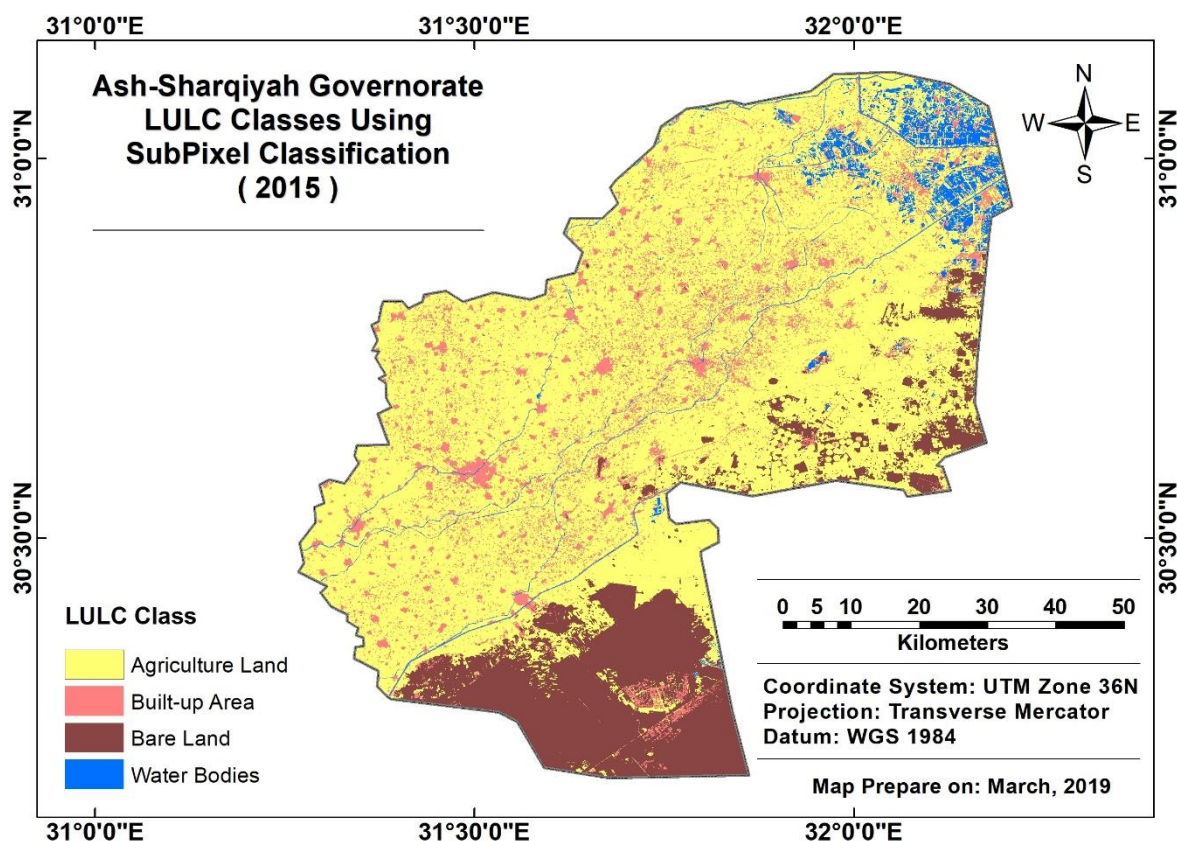 31°0'0"E
31°30'0"E
32°0'0"E
Ash-Sharqiyah Governorate
LULC Classes Using
SubPixel Classification
( 2015 )
N
W
E
S
31°0'0"N
31°0'0"N
30°30'0"N
30°30'0"N
LULC Class
Agriculture Land
Built-up Area
Bare Land
Water Bodies
0 5 10 20 30 40 50
Kilometers
Coordinate System: UTM Zone 36N
Projection: Transverse Mercator
Datum: WGS 1984
Map Prepare on: March, 2019
31°0'0"E
31°30'0"E
32°0'0"E